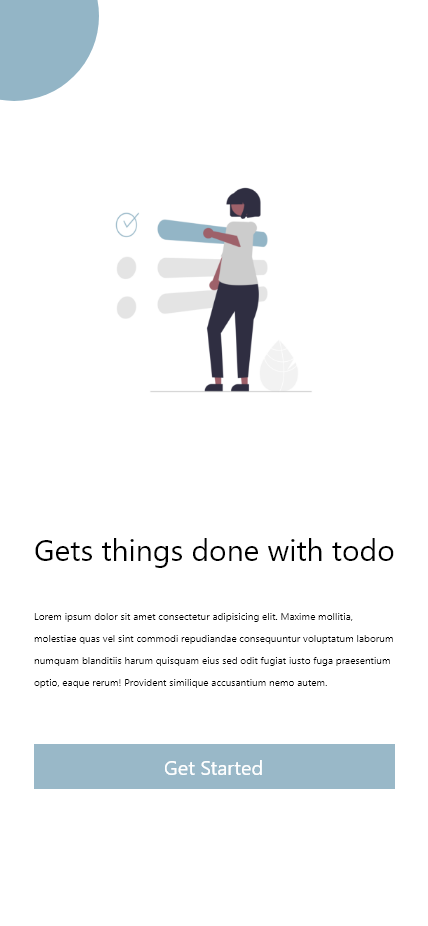 Gets things done with todo
Lorem ipsum dolor sit amet consectetur adipisicing elit. Maxime mollitia,
molestiae quas vel sint commodi repudiandae consequuntur voluptatum laborum
numquam blanditiis harum quisquam eius sed odit fugiat iusto fuga praesentium
optio, eaque rerum! Provident similique accusantium nemo autem.
Get Started